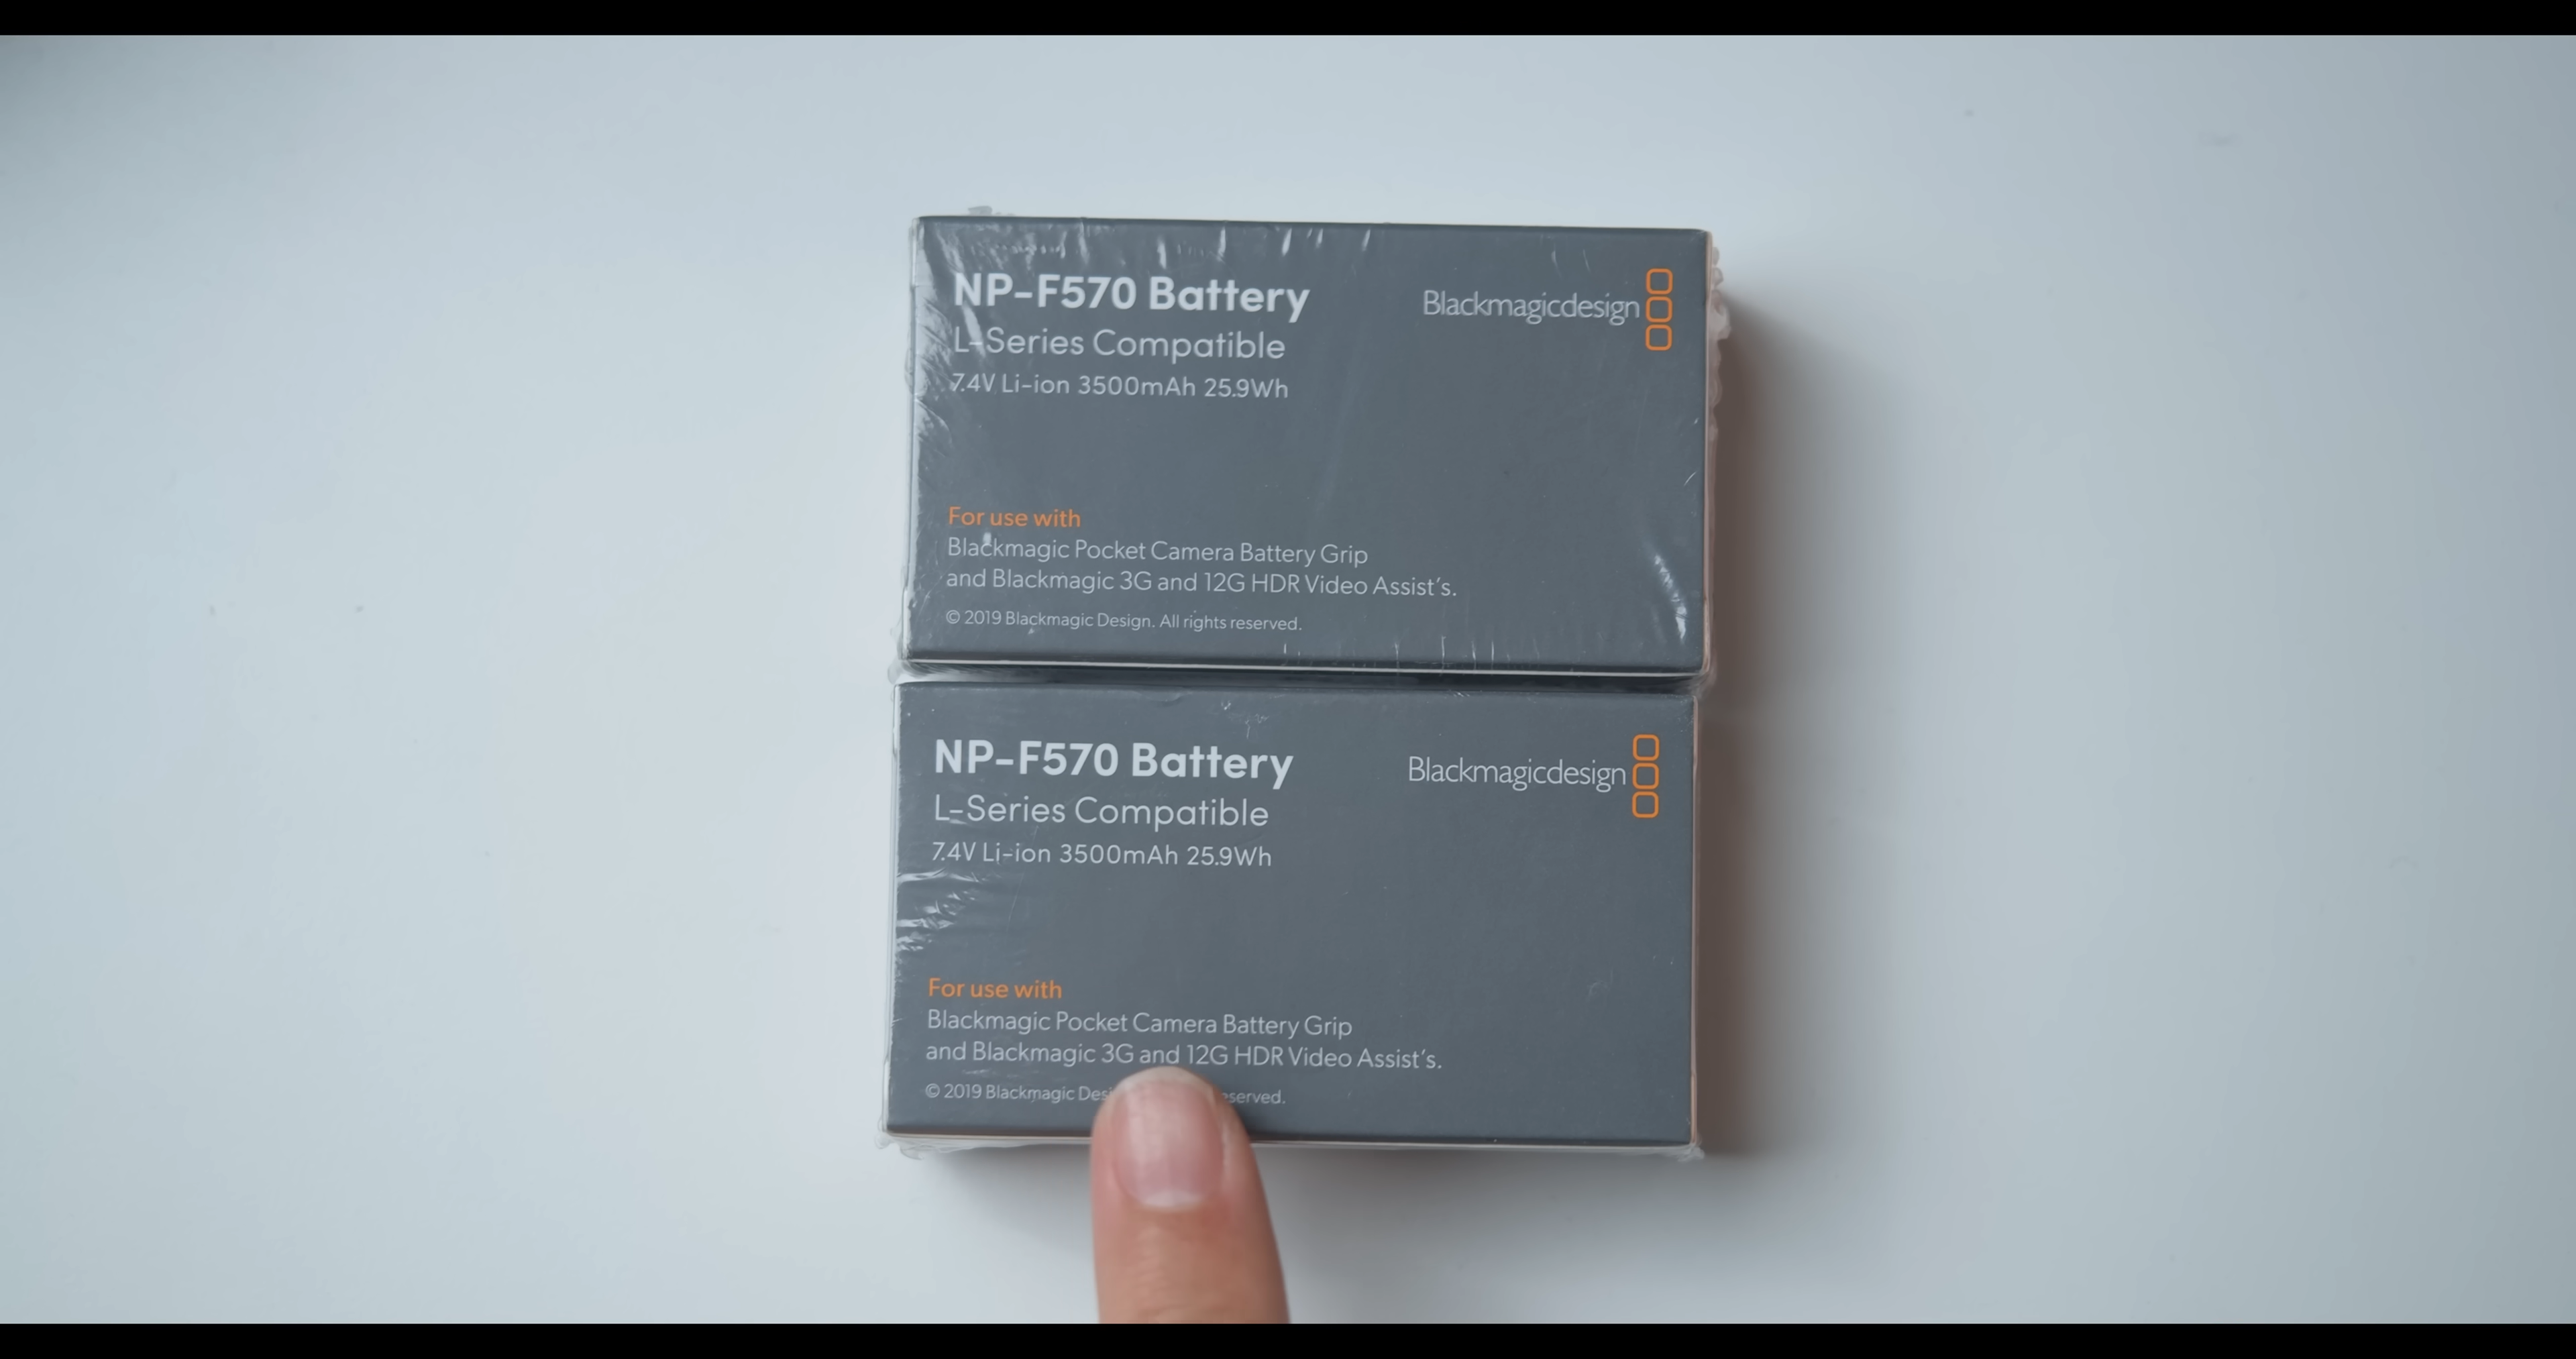 NP-F570 Battery
L-Series Compatible
7.4V Li-ion 3500mAh 25.9Wh
Blackmagicdesign
For use with
Blackmagic Pocket Camera Battery Grip
and Blackmagic 3G and 12G HDR Video Assist's.
© 2019 Blackmagic Design. All rights reserved.
NP-F570 Battery
L-Series Compatible
7.4V Li-ion 3500mAh 25.9Wh
Blackmagicdesign
For use with
Blackmagic Pocket Camera Battery Grip
and Blackmagic 3G and 12G HDR Video Assist's.
© 2019 Blackmagic